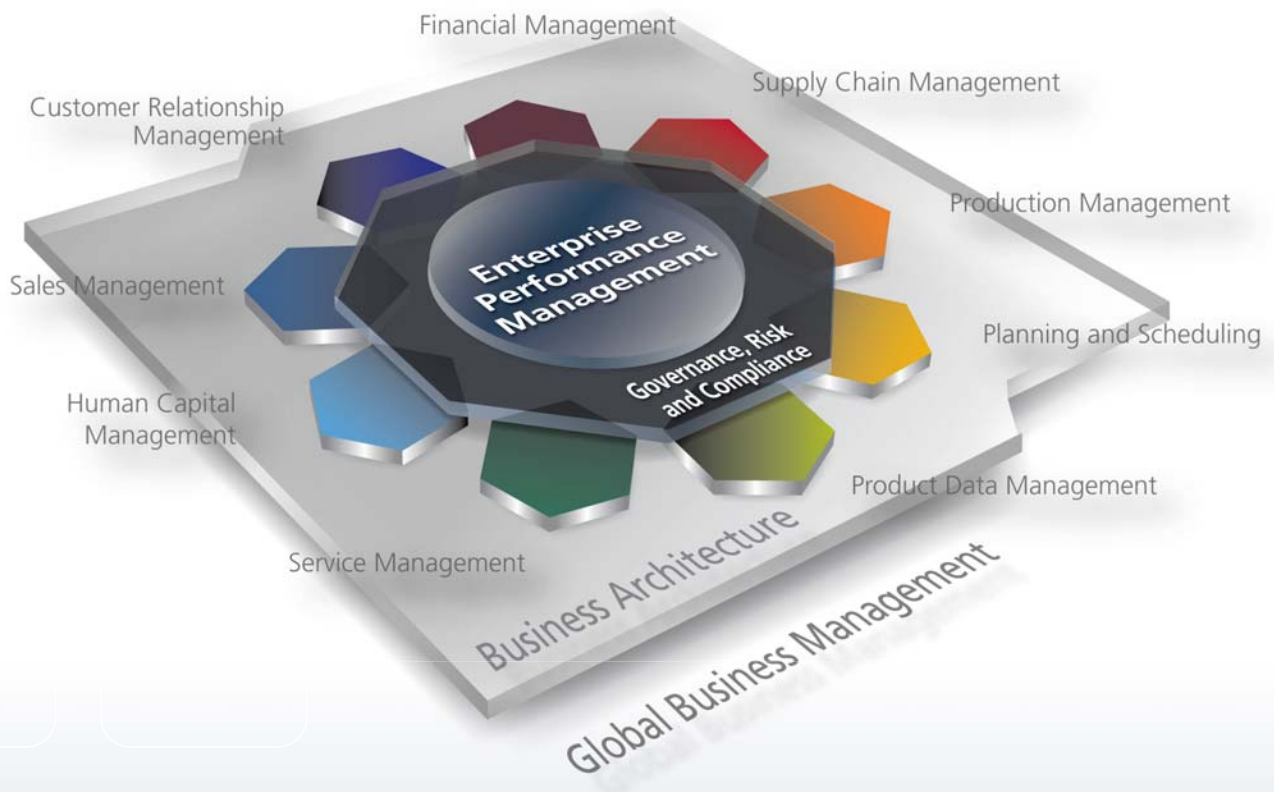 Financial Management
Supply Chain Management
Customer Relationship
Management
Production Management
Enterprise
Performance
Management
Sales Management
Planning and Scheduling
Governance, Risk
and Compliance
Human Capital
Management
Product Data Management
Service Management
Business Architecture
Global Business Management